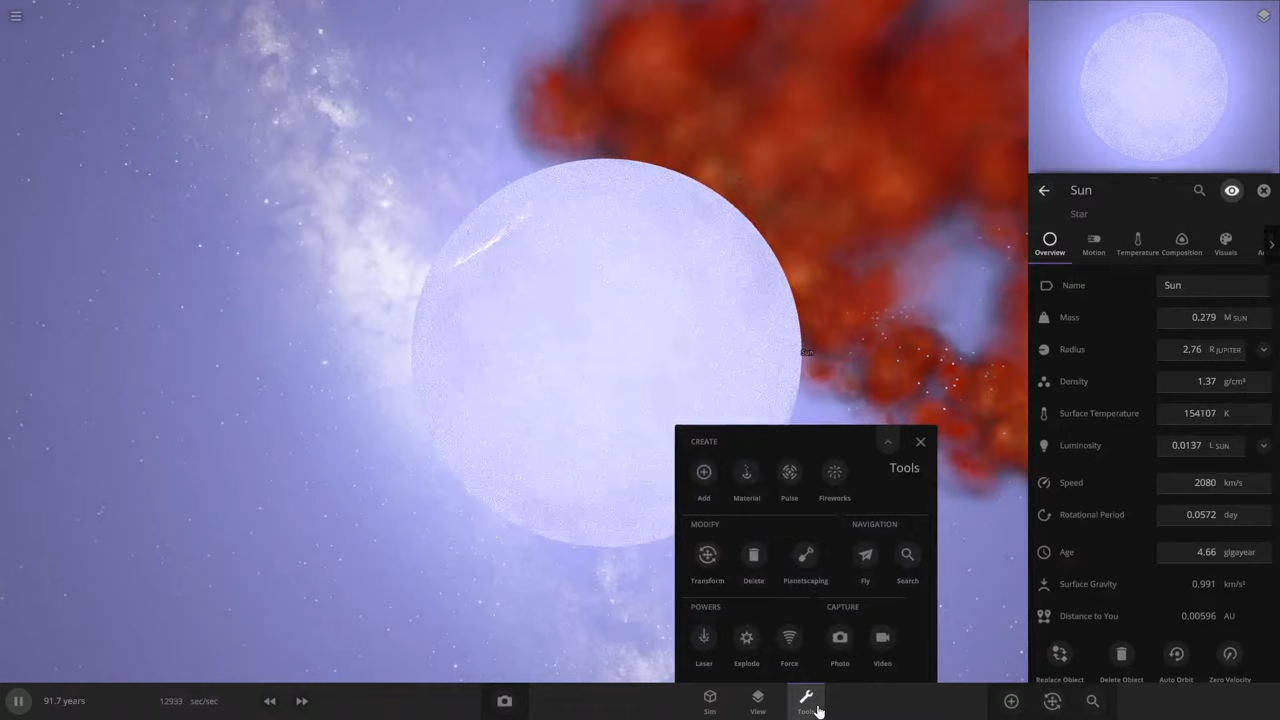 Sun
Star
Overview
Motion
Temperature
Composition
Visuals
Name
Sun
Mass
0.279 M SUN
Radius
2.76 R JUPITER
Density
1.37 g/cm³
Surface Temperature
154107 K
Luminosity
0.0137 L SUN
Speed
2080 km/s
Rotational Period
0.0572 day
Age
4.66 gigayear
Surface Gravity
0.991 km/s²
Distance to You
0.00596 AU
Replace Object
Delete Object
Auto Orbit
Zero Velocity
Sun
CREATE
Tools
Add
Material
Pulse
Fireworks
MODIFY
NAVIGATION
Transform
Delete
Planetscaping
Fly
Search
POWERS
CAPTURE
Laser
Explode
Force
Photo
Video
91.7 years
12933 sec/sec
Sim
View
Tools